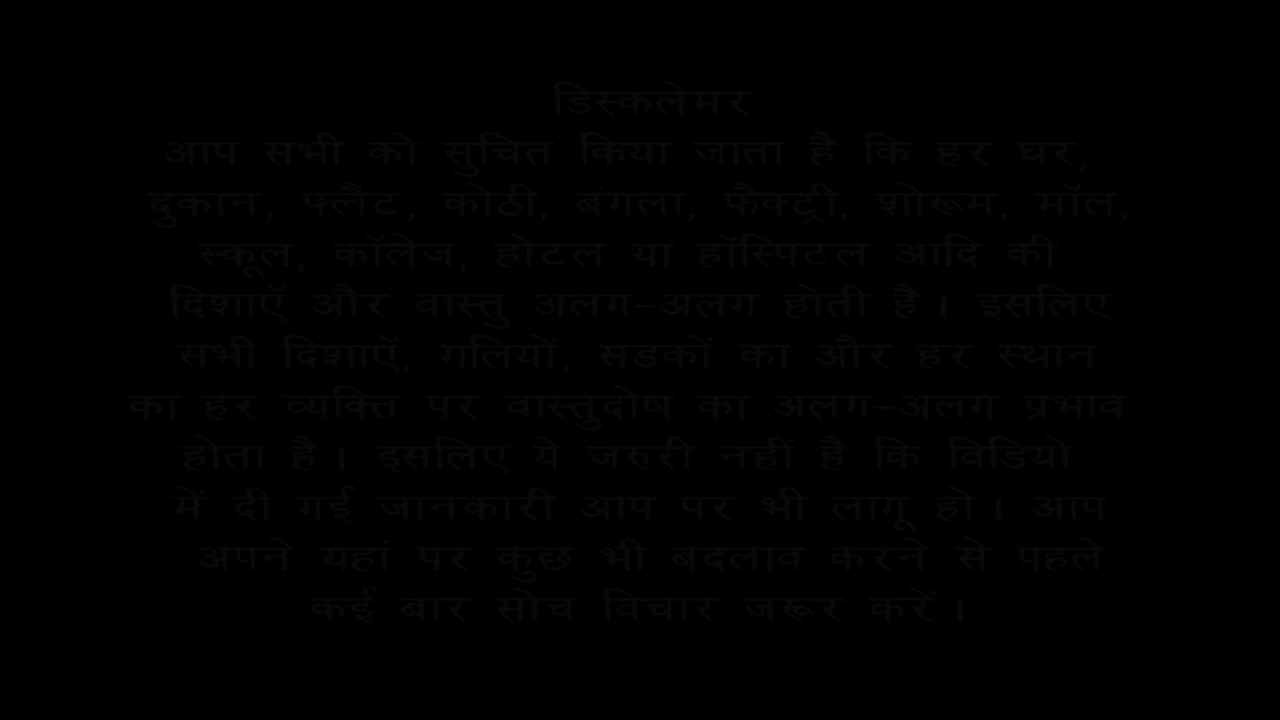 डिस्कलेमर
आप सभी को सुचित किया जाता है कि हर घर,
दुकान, फ्लैट, कोठी, बंगला, फैक्ट्री, शोरूम, मॉल,
स्कूल, कॉलेज, होटल या हॉस्पिटल आदि की
दिशाऍ और वास्तु अलग–अलग होती है। इसलिए
सभी दिशाऍ, गलियों, सडकों का और हर स्थान
का हर व्यक्ति पर वास्तुदोष का अलग–अलग प्रभाव
होता है। इसलिए ये जरुरी नहीं है कि विडियो
में दी गई जानकारी आप पर भी लागू हो। आप
अपने यहां पर कुछ भी बदलाव करने से पहले
कई बार सोच विचार जरूर करें।